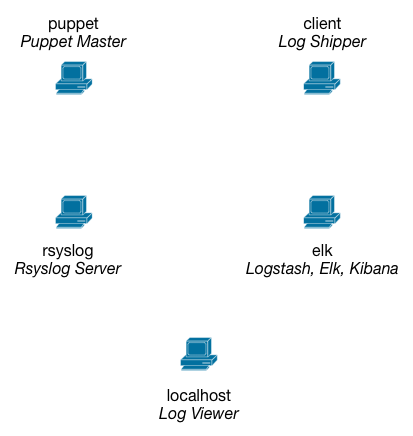 puppet
Puppet Master
client
Log Shipper
rsyslog
Rsyslog Server
elk
Logstash, Elk, Kibana
localhost
Log Viewer